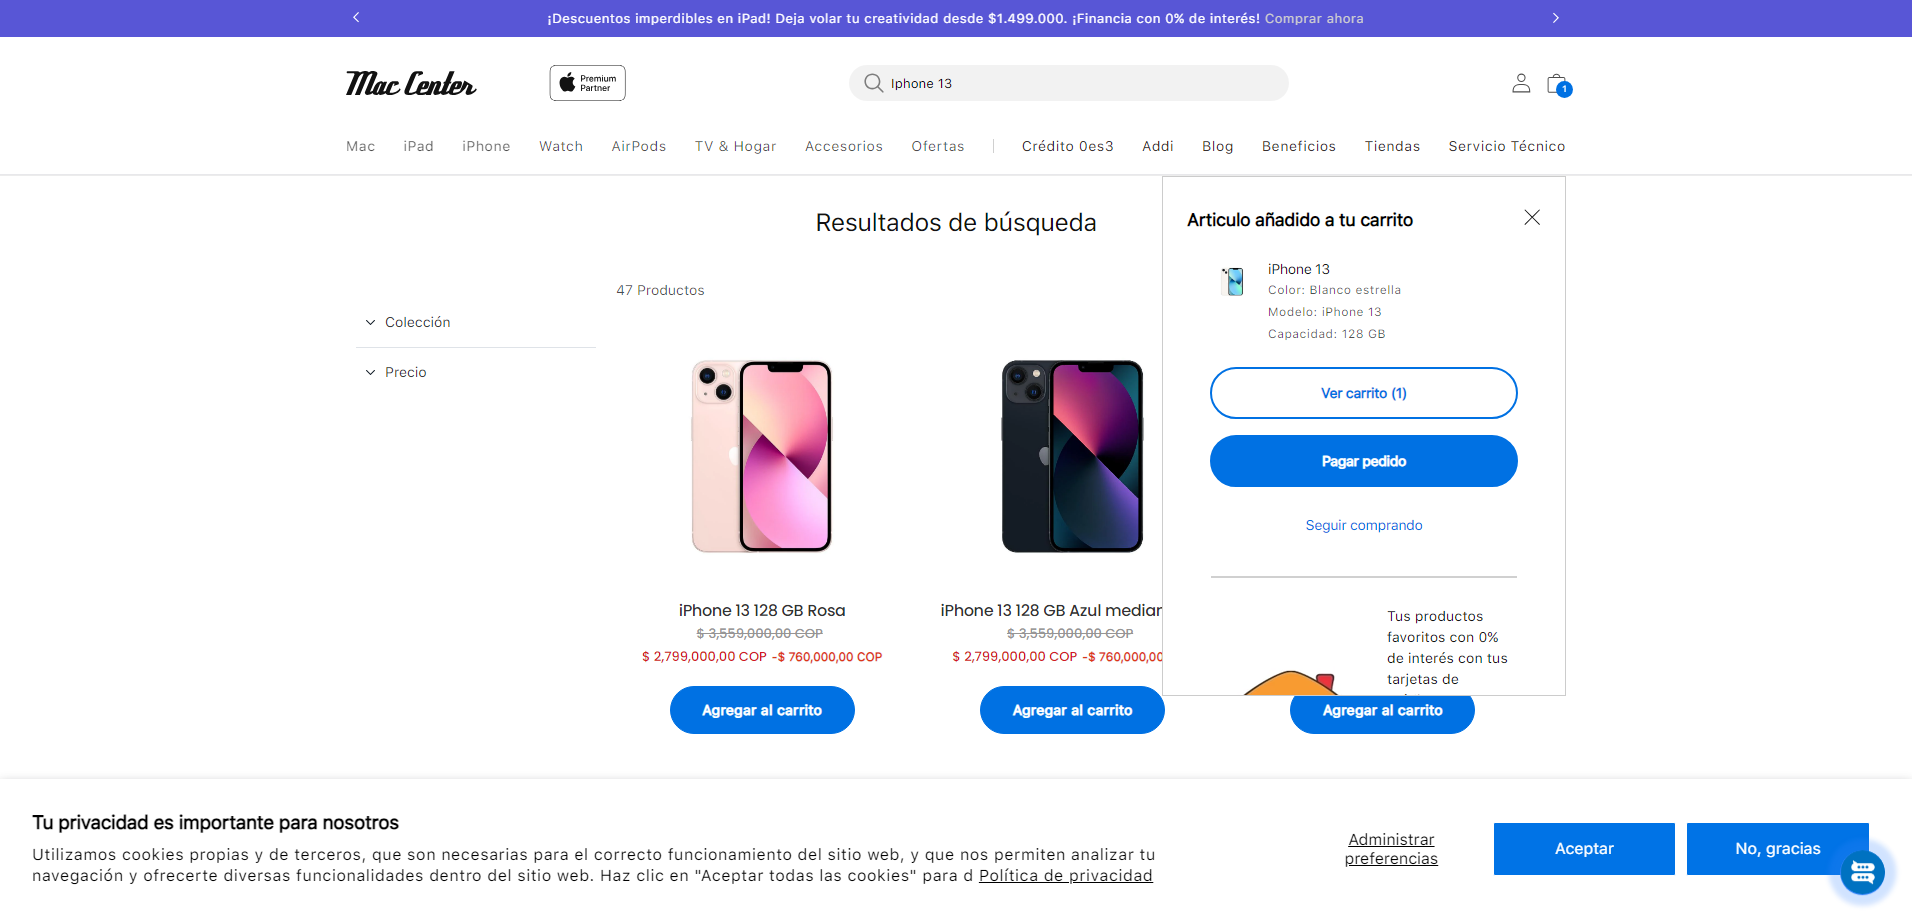 ¡Descuentos imperdibles en iPad! Deja volar tu creatividad desde $1.499.000. ¡Financia con 0% de interés! Comprar ahora
Mac Center
Premium
Partner
Iphone 13
1
Mac iPad iPhone Watch AirPods TV & Hogar Accesorios Ofertas Crédito 0es3 Addi Blog Beneficios Tiendas Servicio Técnico
Resultados de búsqueda
47 Productos
Colección
Precio
Articulo añadido a tu carrito
iPhone 13
Color: Blanco estrella
Modelo: iPhone 13
Capacidad: 128 GB
Ver carrito (1)
Pagar pedido
Seguir comprando
Tus productos
favoritos con 0%
de interés con tus
tarjetas de
iPhone 13 128 GB Rosa
$ 3,559,000,00 COP
$ 2,799,000,00 COP -$ 760,000,00 COP
Agregar al carrito
iPhone 13 128 GB Azul median
$ 3,559,000,00 COP
$ 2,799,000,00 COP -$ 760,000,00
Agregar al carrito
Agregar al carrito
Tu privacidad es importante para nosotros
Utilizamos cookies propias y de terceros, que son necesarias para el correcto funcionamiento del sitio web, y que nos permiten analizar tu
navegación y ofrecerte diversas funcionalidades dentro del sitio web. Haz clic en "Aceptar todas las cookies" para d Política de privacidad
Administrar
preferencias
Aceptar
No, gracias